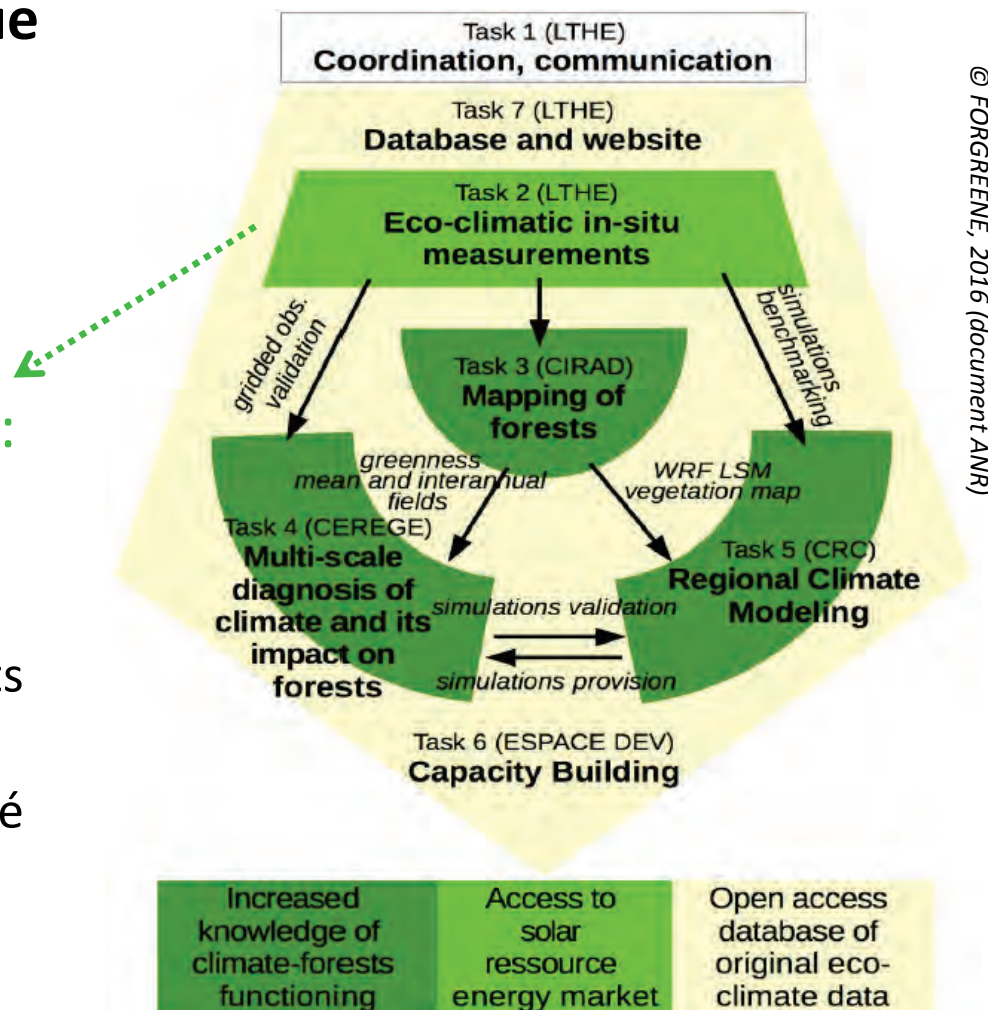 ue
Task 1 (LTHE)
Coordination, communication
Task 7 (LTHE)
Database and website
Task 2 (LTHE)
Eco-climatic in-situ
measurements
gridded obs.
validation
simulations
benchmarking
Task 3 (CIRAD)
Mapping of
forests
greenness
mean and interannual
fields
WRF LSM
vegetation map
Task 4 (CEREGE)
Multi-scale
diagnosis of
climate and its
impact on
forests
Task 5 (CRC)
Regional Climate
Modeling
simulations validation
simulations provision
Task 6 (ESPACE DEV)
Capacity Building
:
ts
é
Increased
knowledge of
climate-forests
functioning
Access to
solar
ressource
energy market
Open access
database of
original eco-
climate data
© FORGREENE, 2016 (document ANR)